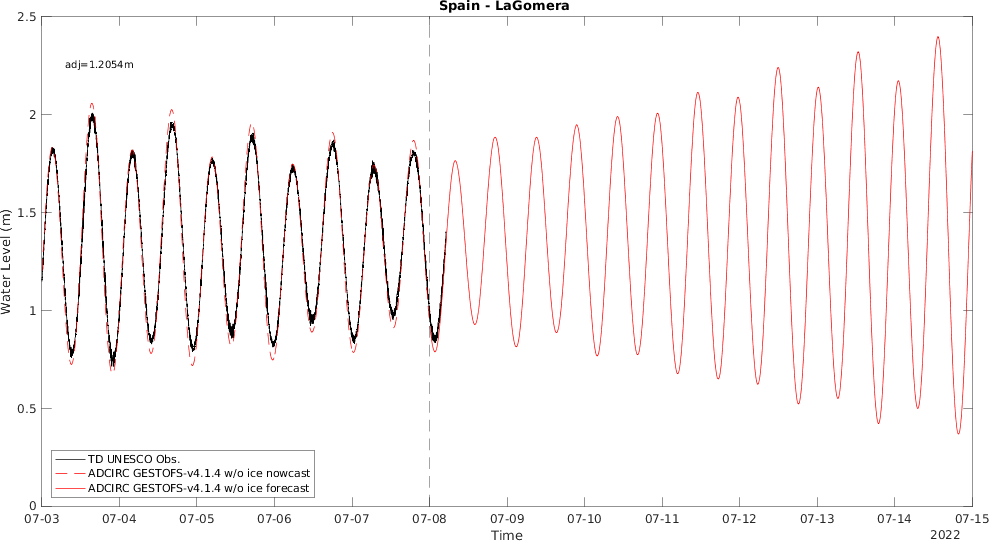 Spain - LaGomera
adj=1.2054m
Water Level (m)
2.5
2
1.5
1
0.5
0
TD UNESCO Obs.
ADCIRC GESTOFS-v4.1.4 w/o ice nowcast
ADCIRC GESTOFS-v4.1.4 w/o ice forecast
07-03 07-04 07-05 07-06 07-07 07-08 07-09 07-10 07-11 07-12 07-13 07-14 07-15
Time
2022